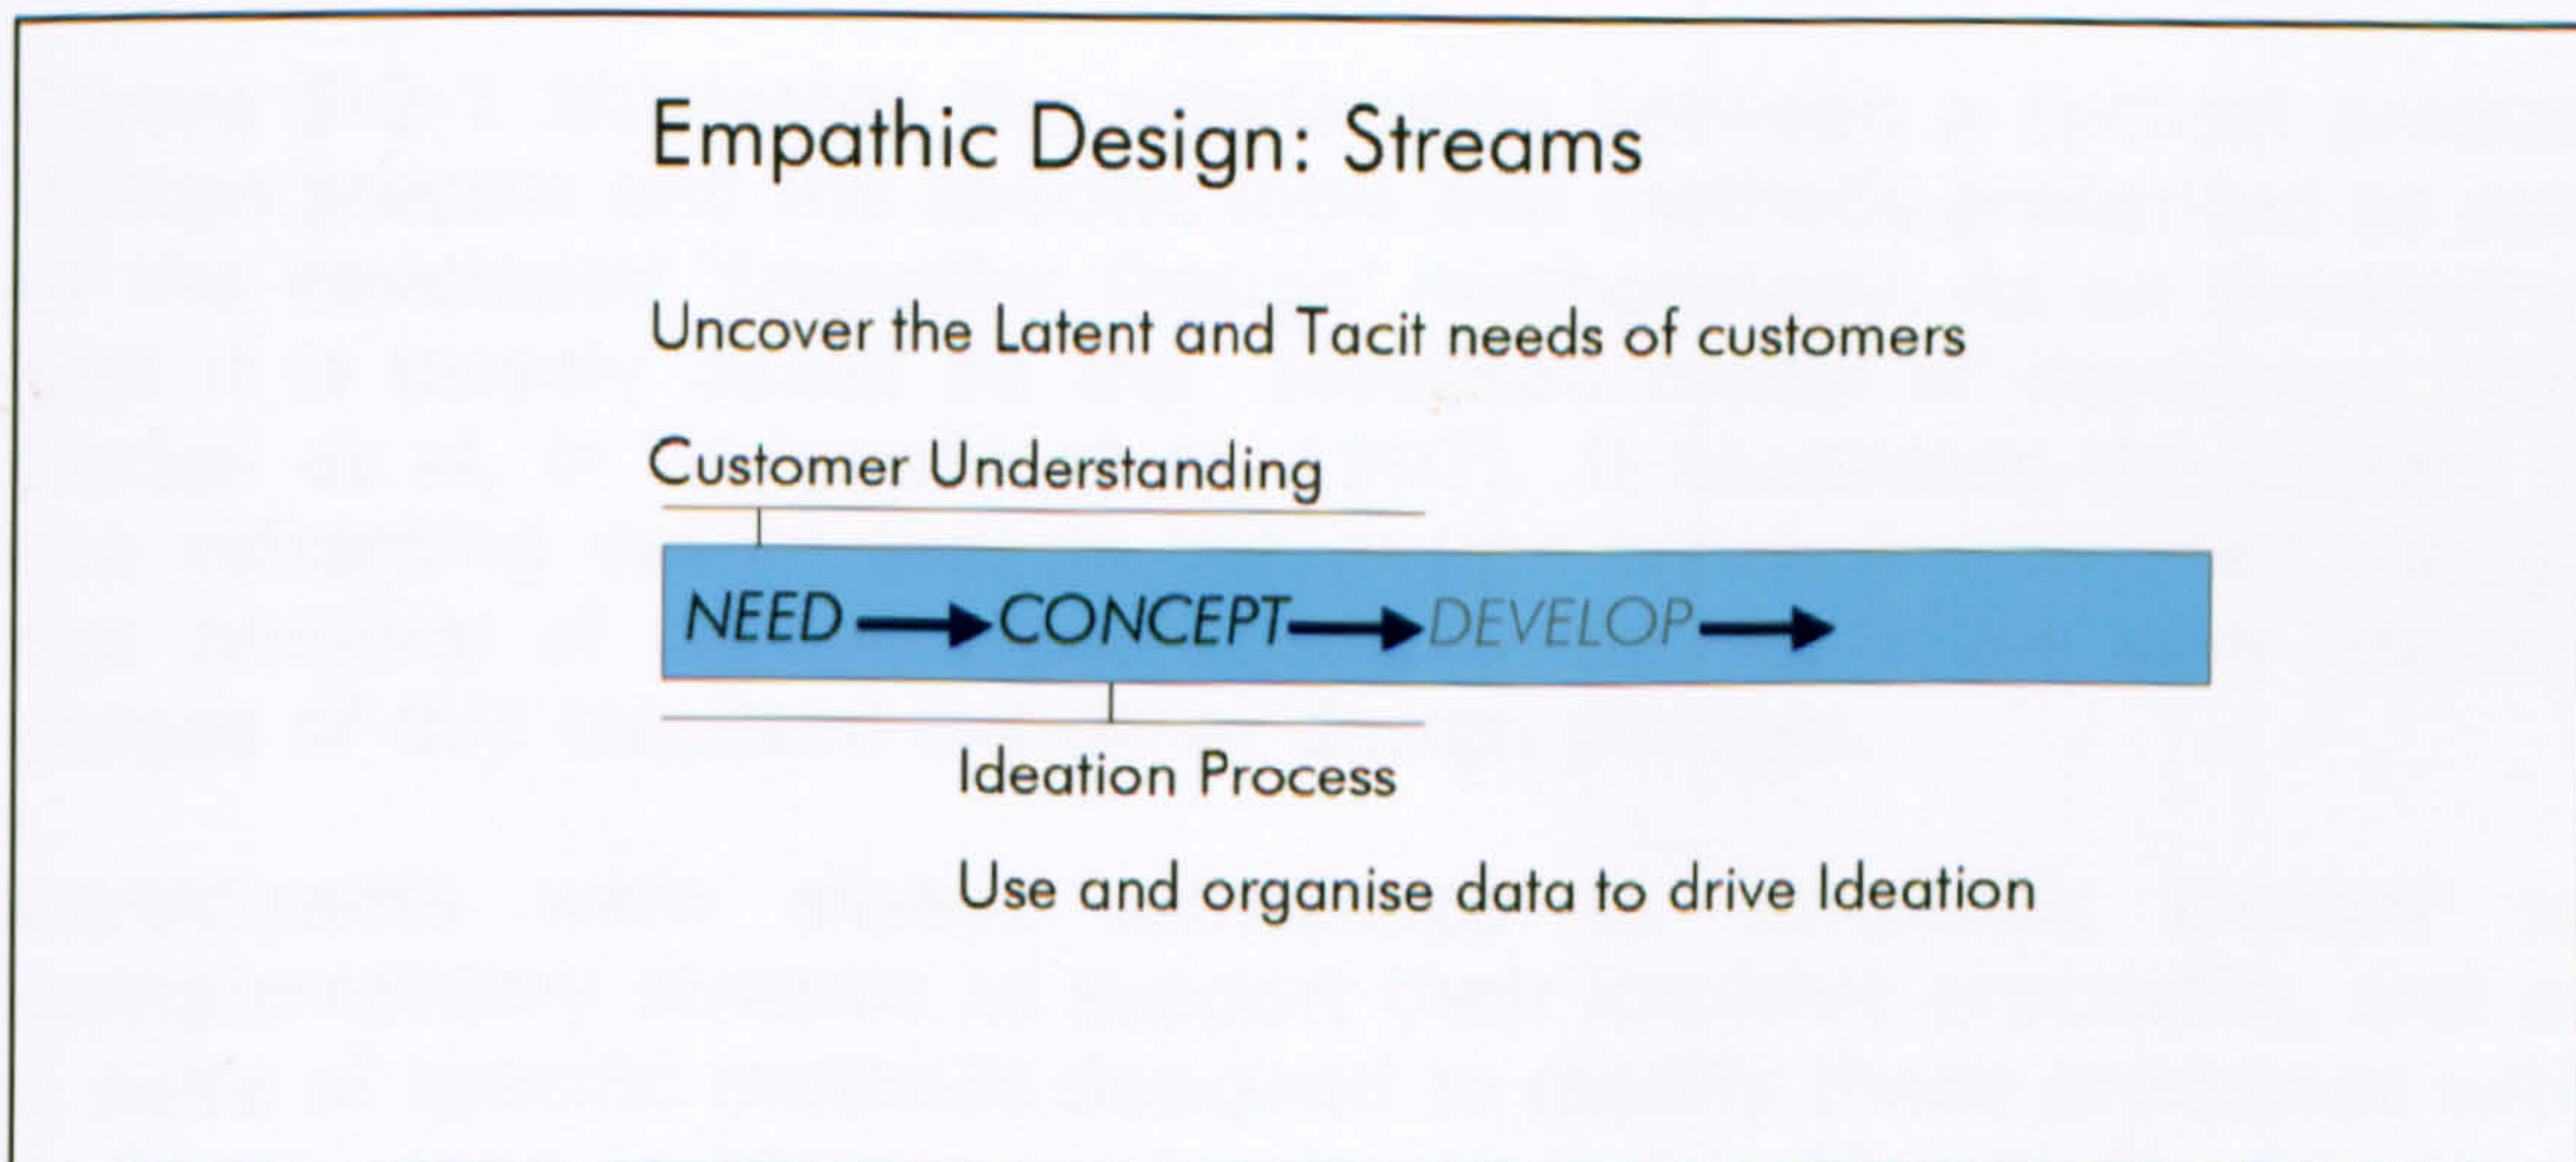 Empathic Design: Streams
Uncover the Latent and Tacit needs of customers
Customer Understanding
NEED CONCEPT DEVELOP
Ideation Process
Use and organise data to drive Ideation